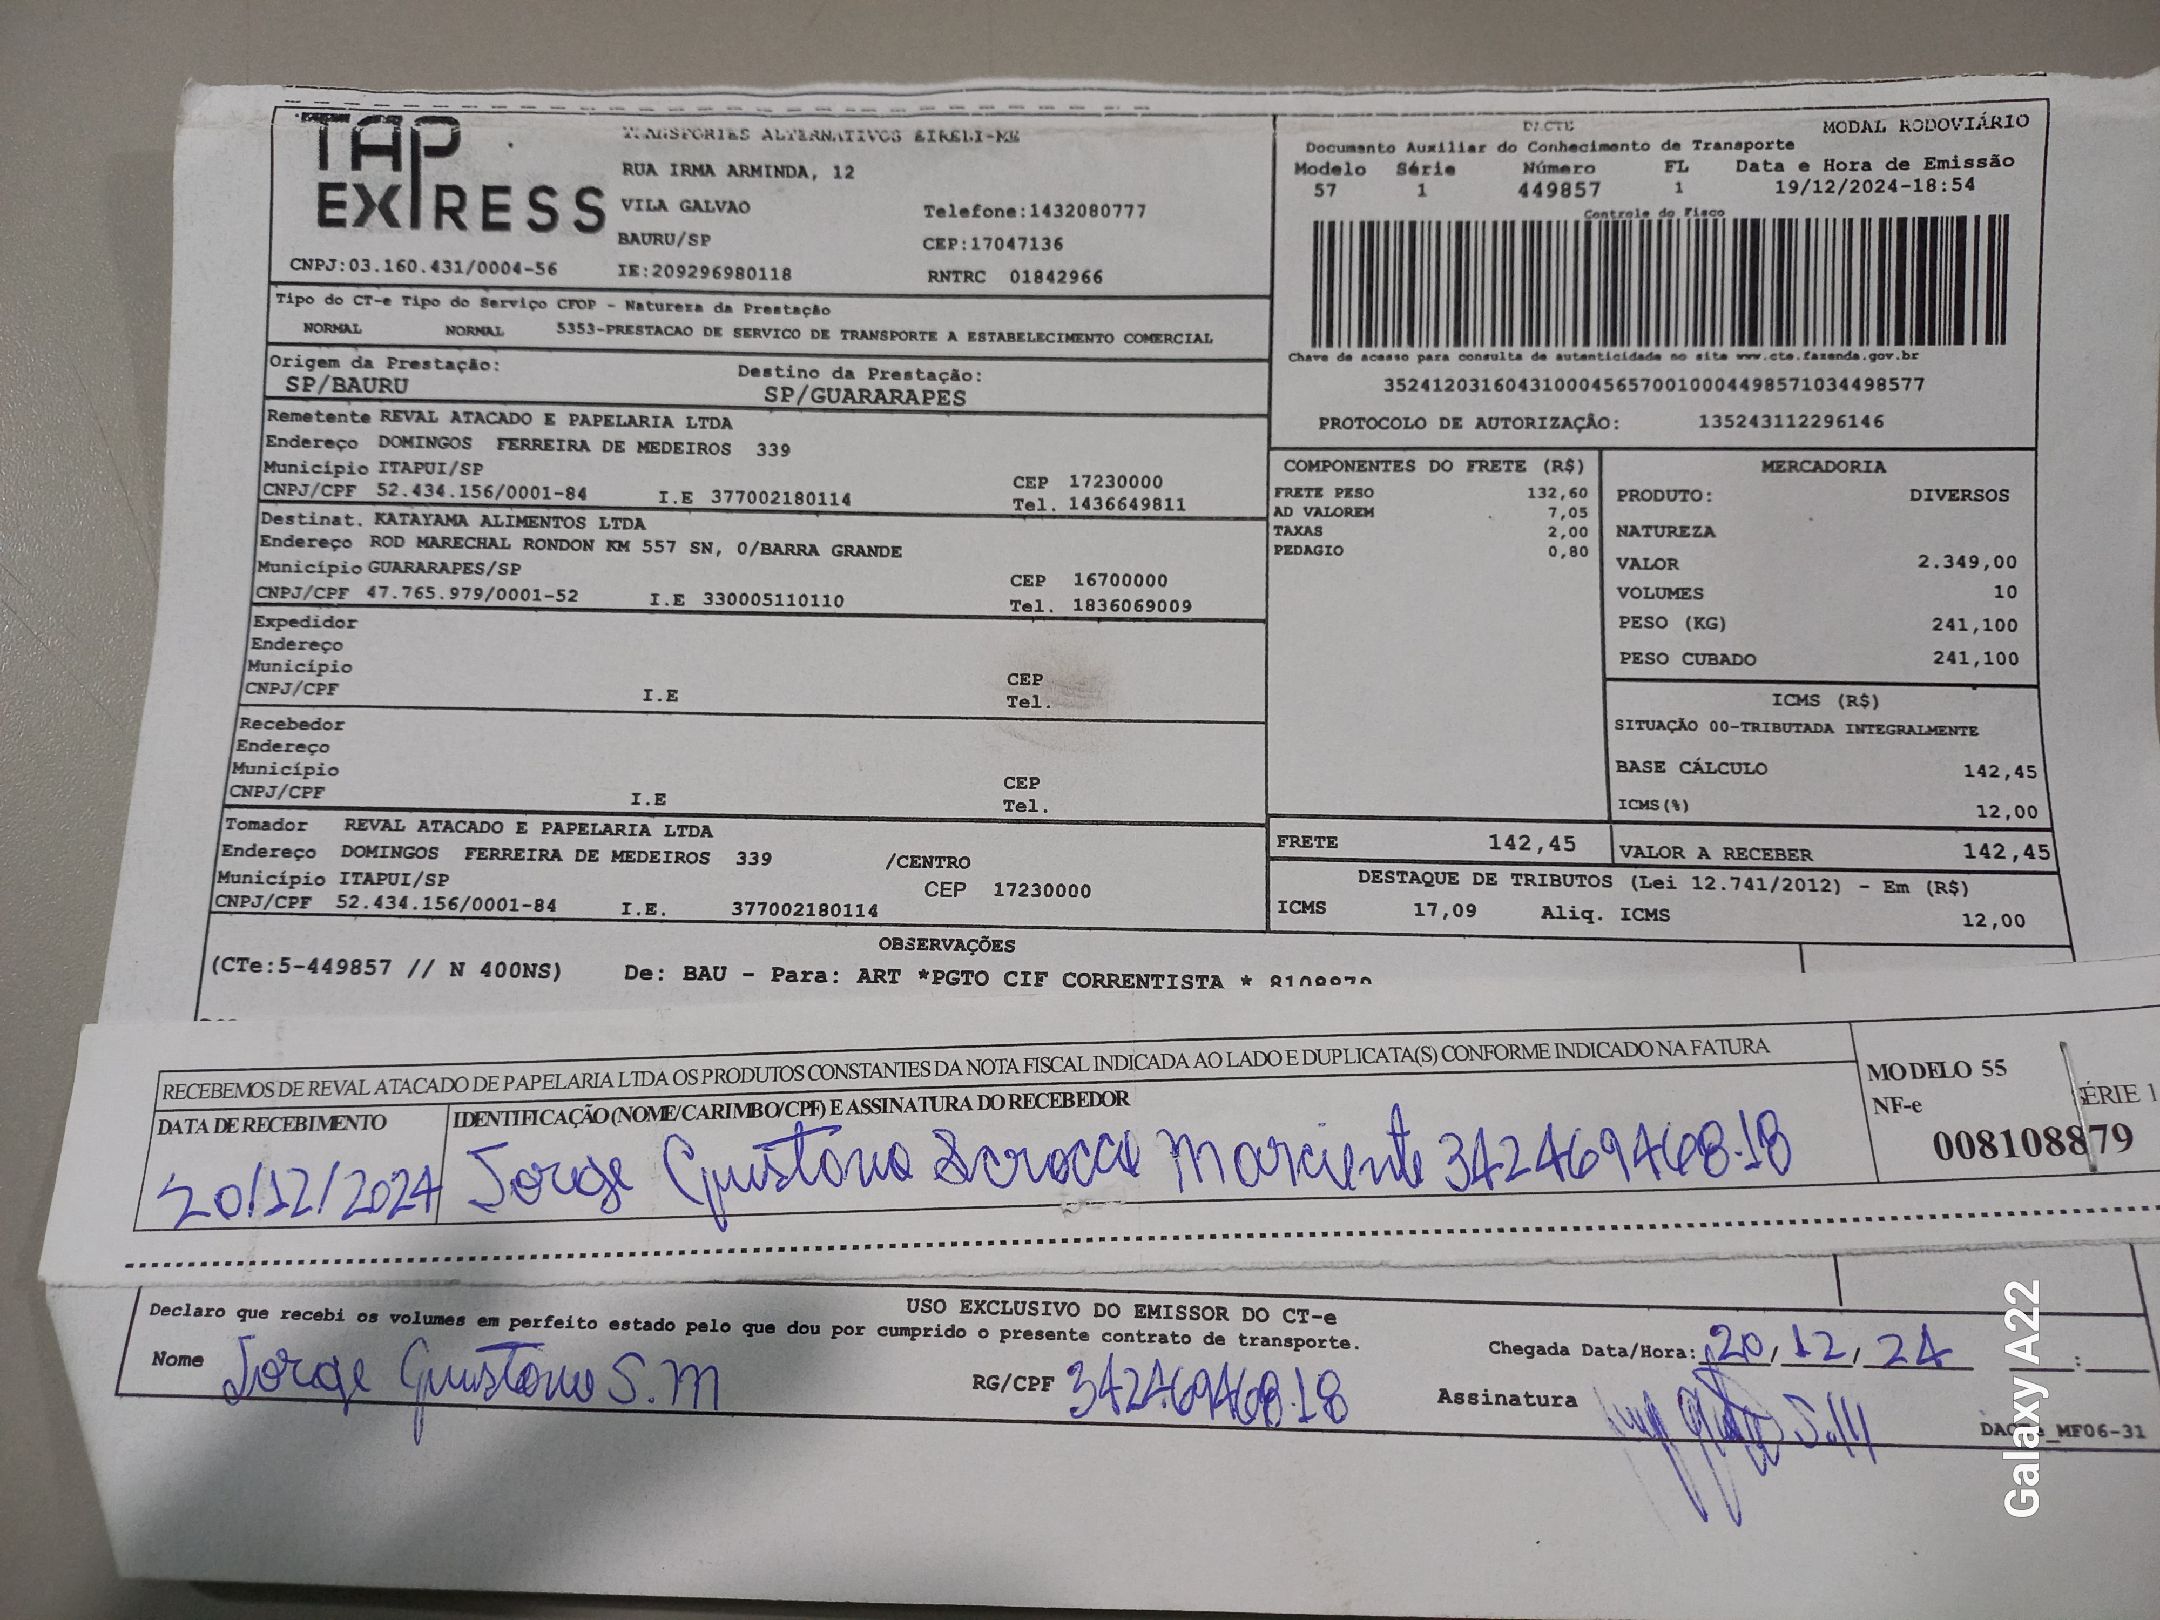 TAP EXPRESS
TRANSPORTES ALTERNATIVOS EIRELI-ME
RUA IRMA ARMINDA, 12
VILA GALVAO Telefone:1432080777
BAURU/SP CEP:17047136
CNPJ:03.160.431/0004-56 IE:209296980118 RNTRC 01842966
DACTE MODAL RODOVIÁRIO
Documento Auxiliar do Conhecimento de Transporte
Modelo Série Número FL Data e Hora de Emissão
57 1 449857 1 19/12/2024-18:54
Controle do Fisco
Chave de acesso para consulta de autenticidade no site www.cte.fazenda.gov.br
35241203160431000456570010004498571034498577
PROTOCOLO DE AUTORIZAÇÂO: 135243112296146
Tipo do CT-e Tipo do Serviço CFOP - Natureza da Prestação
NORMAL NORMAL 5353-PRESTACAO DE SERVICO DE TRANSPORTE A ESTABELECIMENTO COMERCIAL
Origem da Prestação: Destino da Prestação:
SP/BAURU SP/GUARARAPES
Remetente REVAL ATACADO E PAPELARIA LTDA
Endereço DOMINGOS FERREIRA DE MEDEIROS 339
Município ITAPUI/SP CEP 17230000
CNPJ/CPF 52.434.156/0001-84 I.E 377002180114 Tel. 1436649811
Destinat. KATAYAMA ALIMENTOS LTDA
Endereço ROD MARECHAL RONDON KM 557 SN, 0/BARRA GRANDE
Município GUARARAPES/SP CEP 16700000
CNPJ/CPF 47.765.979/0001-52 I.E 330005110110 Tel. 1836069009
Expedidor
Endereço
Município CEP
CNPJ/CPF I.E Tel.
Recebedor
Endereço
Município CEP
CNPJ/CPF I.E Tel.
Tomador REVAL ATACADO E PAPELARIA LTDA
Endereço DOMINGOS FERREIRA DE MEDEIROS 339 /CENTRO
Município ITAPUI/SP CEP 17230000
CNPJ/CPF 52.434.156/0001-84 I.E. 377002180114
COMPONENTES DO FRETE (R$)
FRETE PESO 132,60
AD VALOREM 7,05
TAXAS 2,00
PEDAGIO 0,80
MERCADORIA
PRODUTO: DIVERSOS
NATUREZA
VALOR 2.349,00
VOLUMES 10
PESO (KG) 241,100
PESO CUBADO 241,100
ICMS (R$)
SITUAÇÃO 00-TRIBUTADA INTEGRALMENTE
BASE CÁLCULO 142,45
ICMS(%) 12,00
FRETE 142,45 VALOR A RECEBER 142,45
DESTAQUE DE TRIBUTOS (Lei 12.741/2012) - Em (R$)
ICMS 17,09 Aliq. ICMS 12,00
OBSERVAÇÕES
(CTe:5-449857 // N 400NS) De: BAU - Para: ART *PGTO CIF CORRENTISTA * 8108879
RECEBEMOS DE REVAL ATACADO DE PAPELARIA LTDA OS PRODUTOS CONSTANTES DA NOTA FISCAL INDICADA AO LADO E DUPLICATA(S) CONFORME INDICADO NA FATURA
DATA DE RECEBIMENTO IDENTIFICAÇÃO (NOME/CARIMBO/CPF) E ASSINATURA DO RECEBEDOR
20/12/2024 Jorge Gustavo Scrocco Marciente 342469468-18
MODELO 55
NF-e SÉRIE 1
008108879
USO EXCLUSIVO DO EMISSOR DO CT-e
Declaro que recebi os volumes em perfeito estado pelo que dou por cumprido o presente contrato de transporte.
Chegada Data/Hora: 20/12/24 :
Nome Jorge Gustavo S.M RG/CPF 342469468-18 Assinatura
MF06-31
Galaxy A22